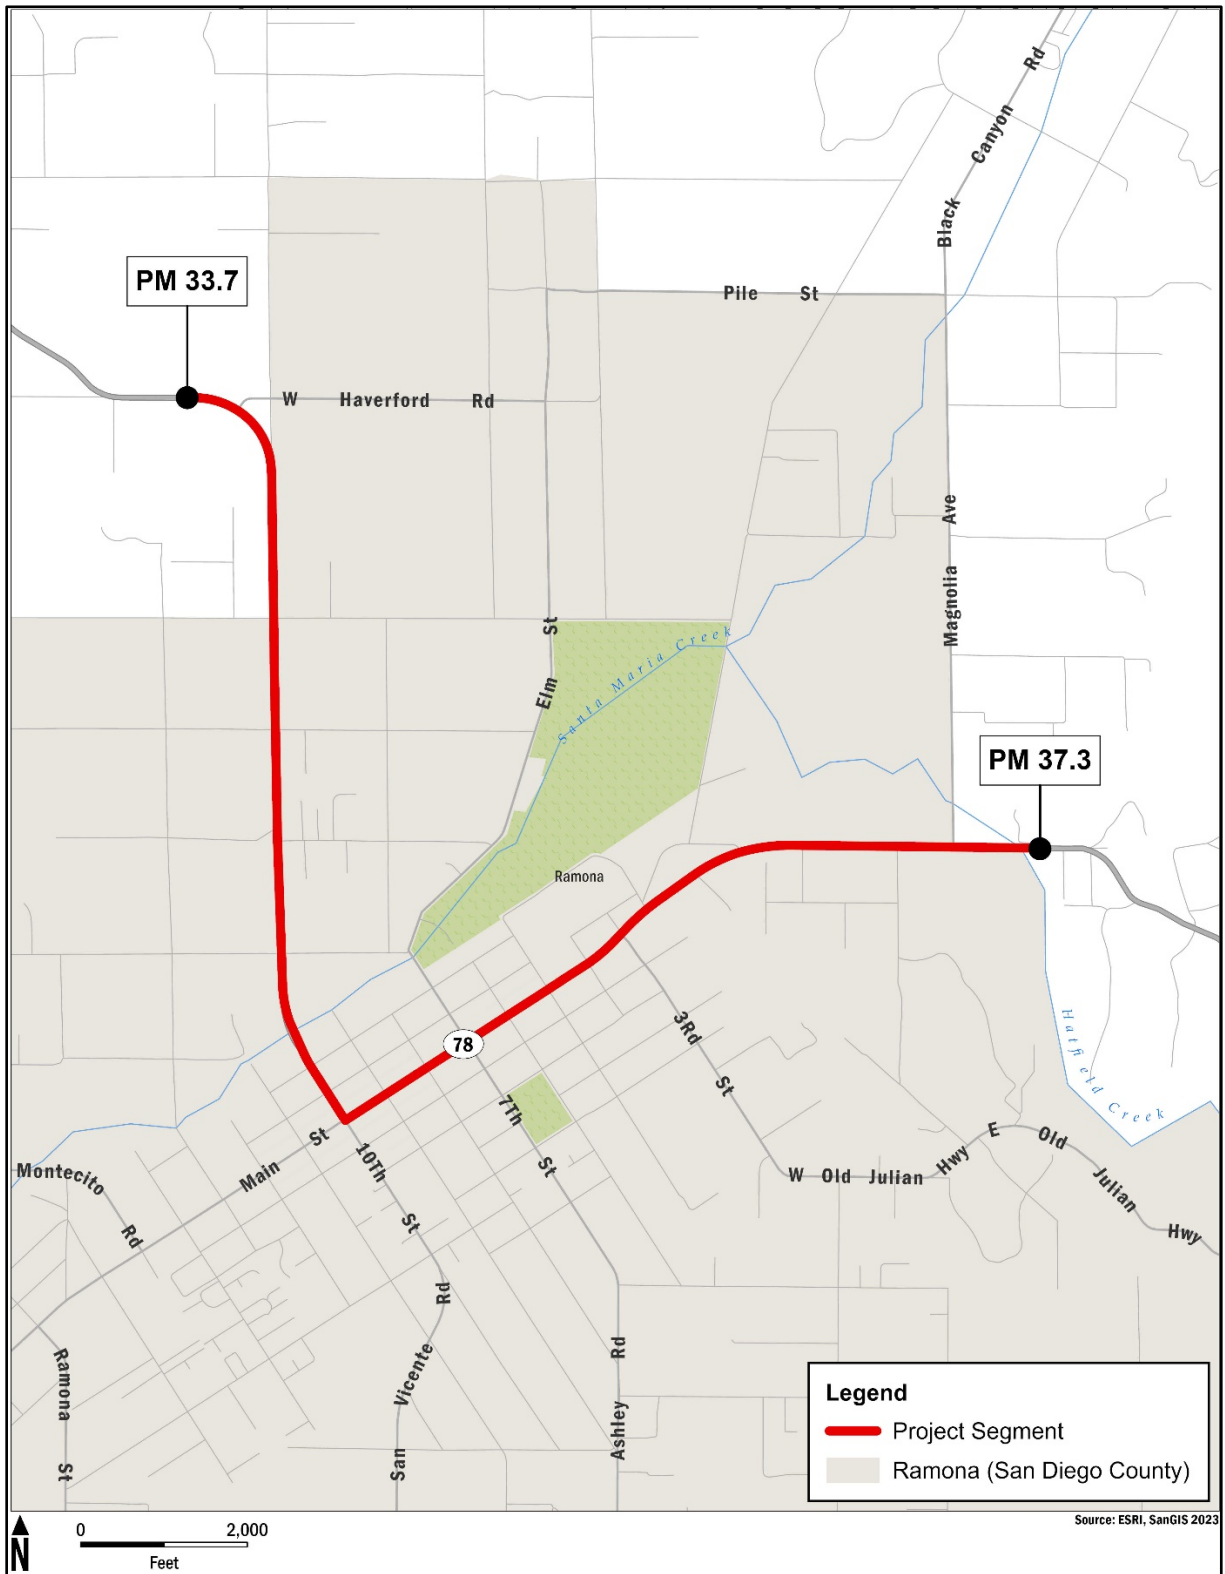 Black Canyon Rd
PM 33.7
Pile St
W Haverford Rd
Magnolia Ave
Elm St
Santa Maria Creek
PM 37.3
Ramona
78
3Rd St
Hatfield Creek
7Th St
10Th St
Main St
Montecito Rd
W Old Julian Hwy
E Old Julian Hwy
San Vicente Rd
Ashley Rd
Ramona St
Legend
Project Segment
Ramona (San Diego County)
Source: ESRI, SanGIS 2023
N
0 2,000
Feet